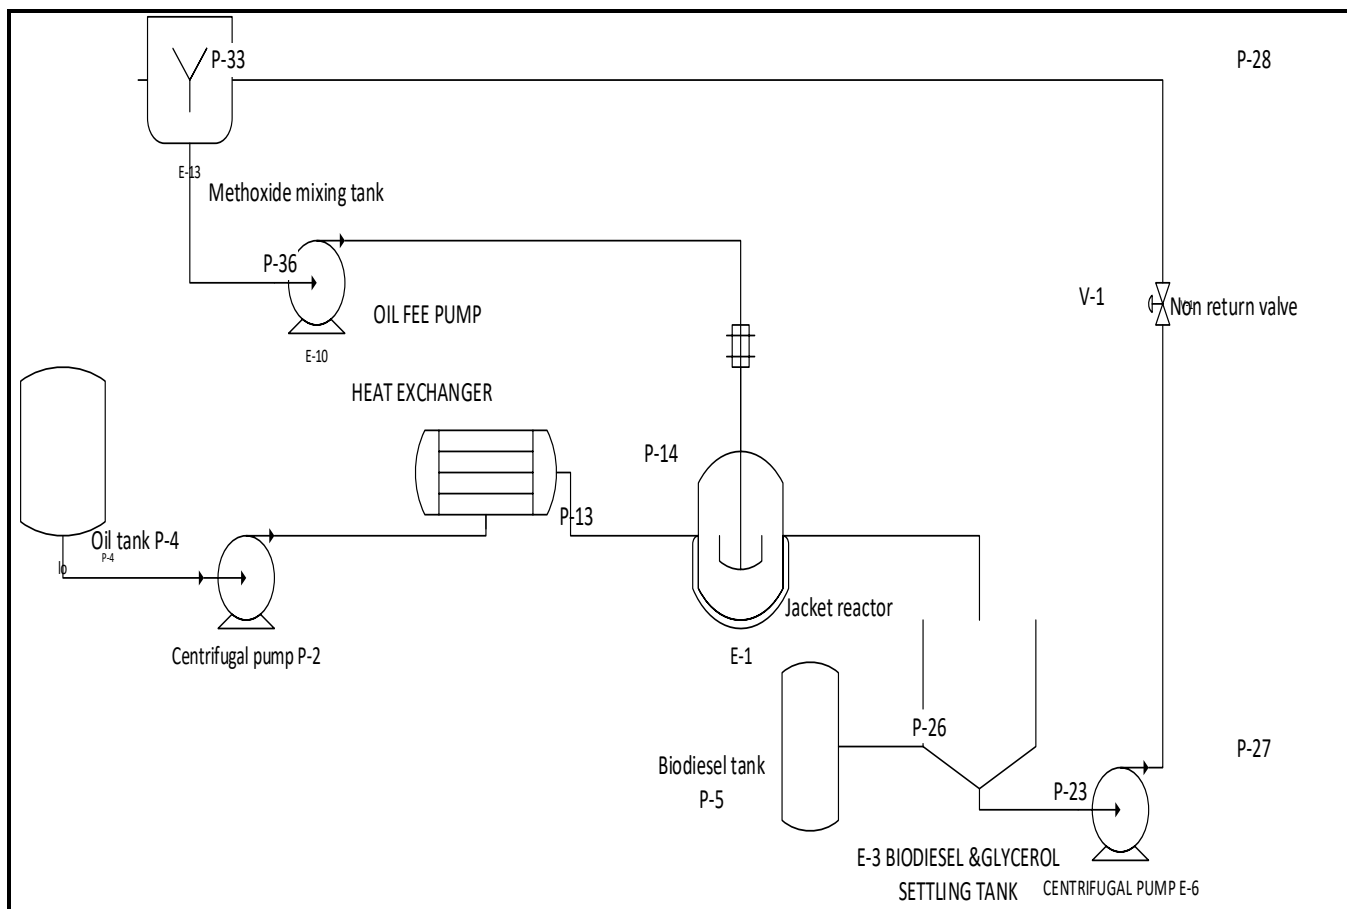 P-33
P-28
E-13
Methoxide mixing tank
P-36
V-1
Non return valve
OIL FEE PUMP
E-10
HEAT EXCHANGER
P-14
P-13
Oil tank P-4
P-4
lo
Jacket reactor
Centrifugal pump P-2
E-1
P-26
P-27
Biodiesel tank
P-5
P-23
E-3 BIODIESEL &GLYCEROL
SETTLING TANK
CENTRIFUGAL PUMP E-6